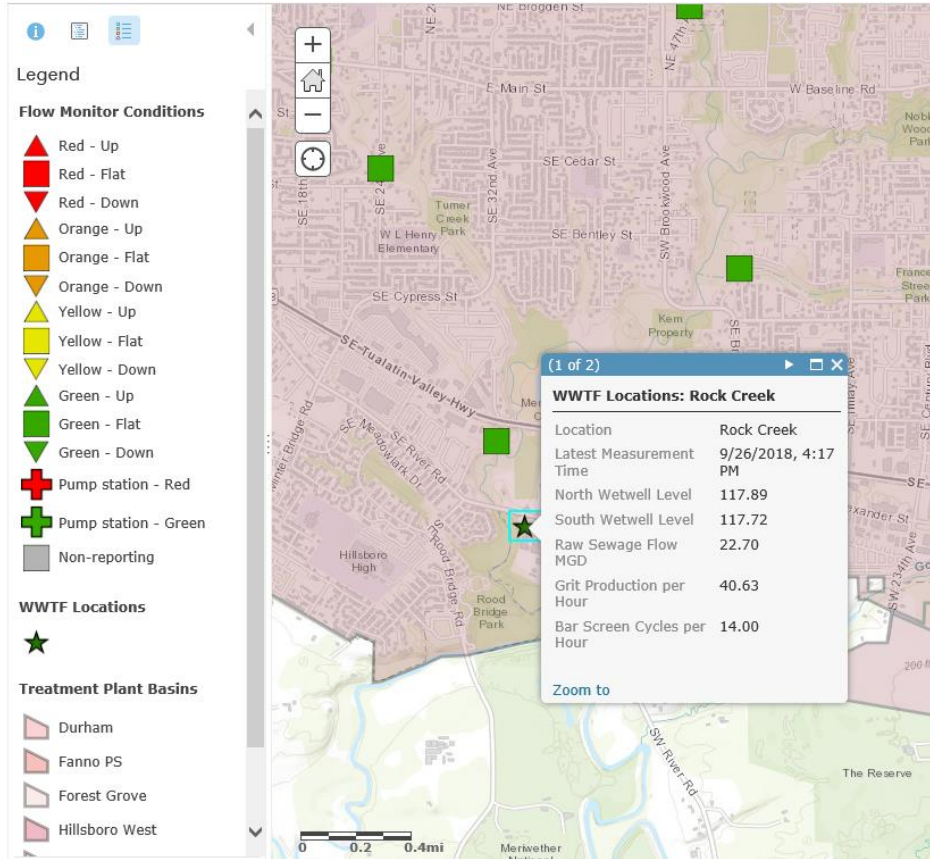 Legend
Flow Monitor Conditions
Red - Up
Red - Flat
Red - Down
Orange - Up
Orange - Flat
Orange - Down
Yellow - Up
Yellow - Flat
Yellow - Down
Green - Up
Green - Flat
Green - Down
Pump station - Red
Pump station - Green
Non-reporting
WWTF Locations
Treatment Plant Basins
Durham
Fanno PS
Forest Grove
Hillsboro West
+
−
NE Brogden St
NE 47th
E Main St
W Baseline Rd
SE 18th
SE Cedar St
SE 32nd Ave
SW Brookwood Ave
Turner
Creek
Park
W L Henry
Elementary
SE Bentley St
SE Cypress St
Kem
Property
SE-Tualatin-Valley-Hwy
SE River Rd
SE Meadowlark Dr
Minter Bridge Rd
Hillsboro
High
S Rood Bridge Rd
Rood
Bridge
Park
(1 of 2)
WWTF Locations: Rock Creek
Location Rock Creek
Latest Measurement 9/26/2018, 4:17
Time PM
North Wetwell Level 117.89
South Wetwell Level 117.72
Raw Sewage Flow 22.70
MGD
Grit Production per 40.63
Hour
Bar Screen Cycles per 14.00
Hour
Zoom to
SW 234th Ave
SW-River-Rd
The Reserve
Meriwether
0 0.2 0.4mi